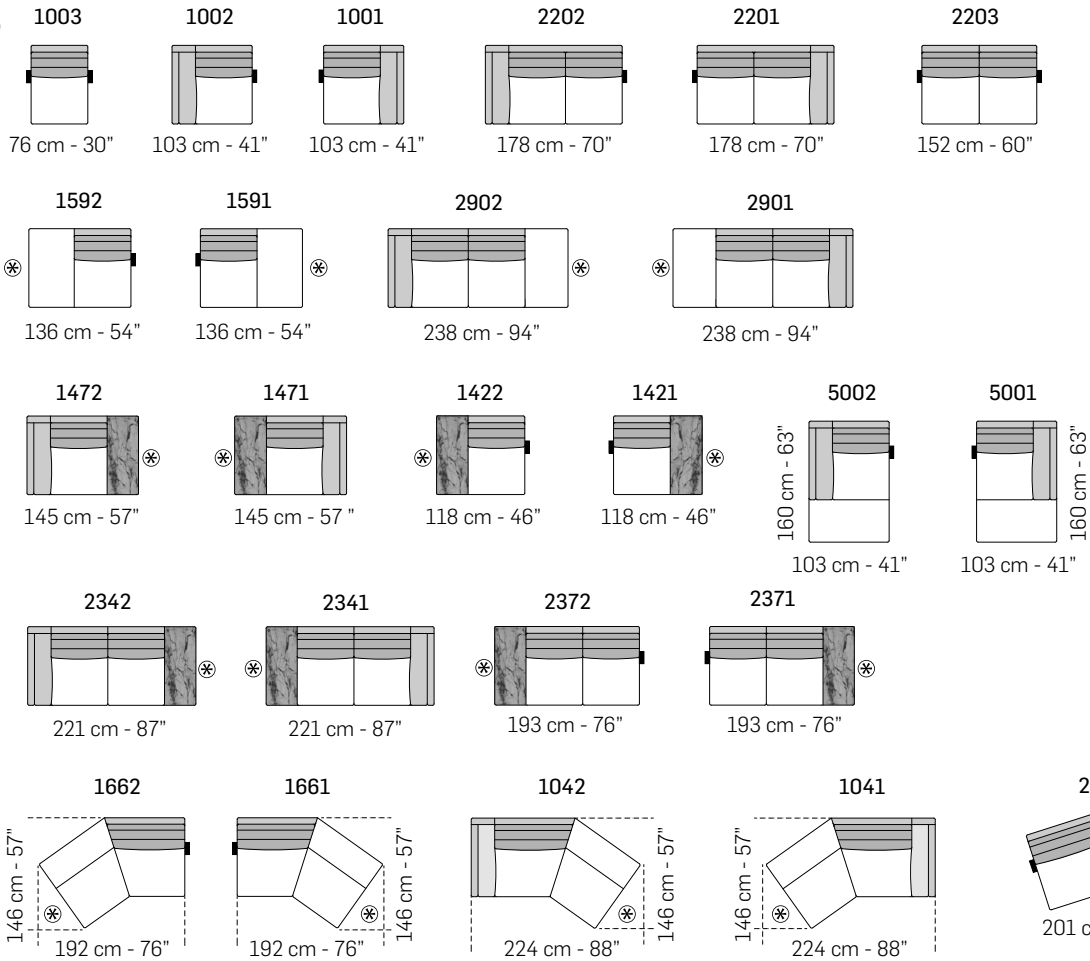 1003 1002 1001 2202 2201 2203
76 cm - 30" 103 cm - 41" 103 cm - 41" 178 cm - 70" 178 cm - 70" 152 cm - 60"
1592 1591 2902 2901
136 cm - 54" 136 cm - 54" 238 cm - 94" 238 cm - 94"
1472 1471 1422 1421 5002 5001
160 cm - 63" 160 cm - 63"
145 cm - 57" 145 cm - 57 " 118 cm - 46" 118 cm - 46"
103 cm - 41" 103 cm - 41"
2342 2341 2372 2371
221 cm - 87" 221 cm - 87" 193 cm - 76" 193 cm - 76"
1662 1661 1042 1041
146 cm - 57" 146 cm - 57" 146 cm - 57" 146 cm - 57"
192 cm - 76" 192 cm - 76" 224 cm - 88" 224 cm - 88" 201